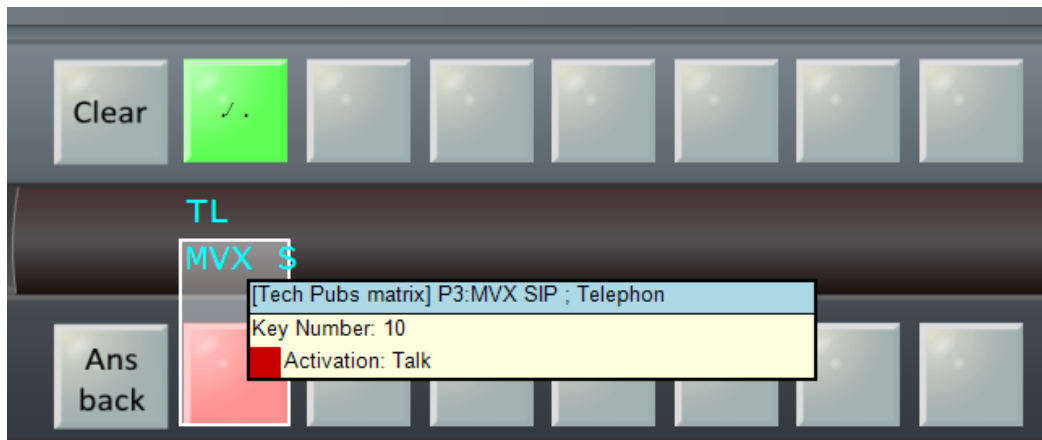 Clear
✓ .
TL
MVX S
[Tech Pubs matrix] P3:MVX SIP ; Telephon
Key Number: 10
Activation: Talk
Ans
back